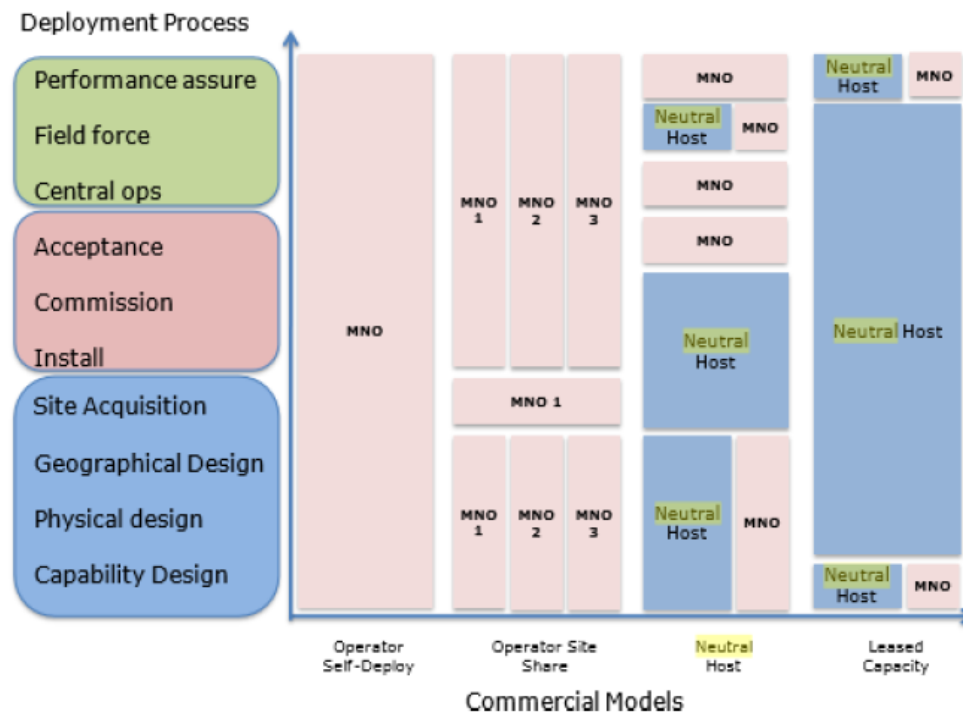 Deployment Process
Performance assure
Field force
Central ops
Acceptance
Commission
Install
Site Acquisition
Geographical Design
Physical design
Capability Design
MNO
MNO
1
MNO
2
MNO
3
MNO 1
MNO
1
MNO
2
MNO
3
MNO
Neutral
Host
MNO
MNO
MNO
Neutral
Host
Neutral
Host
MNO
Neutral
Host
MNO
Neutral Host
Neutral
Host
MNO
Operator
Self-Deploy
Operator Site
Share
Neutral
Host
Leased
Capacity
Commercial Models